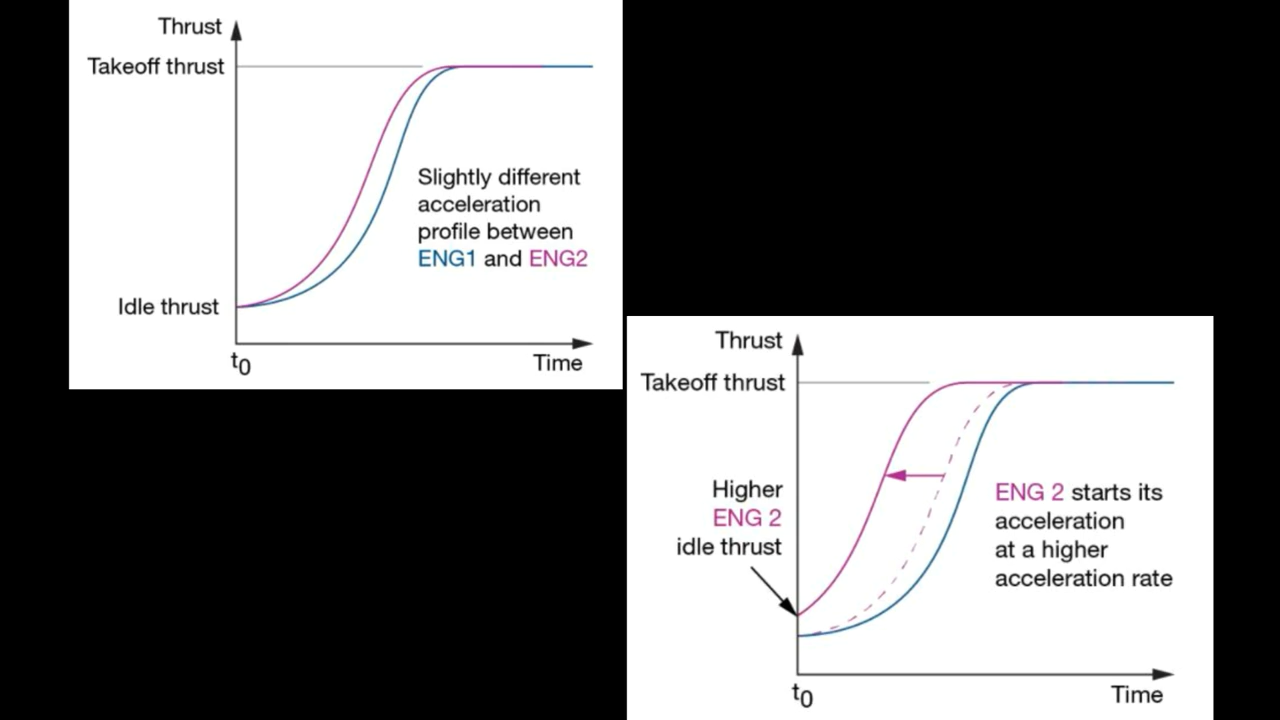 Thrust
Takeoff thrust
Slightly different
acceleration
profile between
ENG1 and ENG2
Idle thrust
t0
Time
Thrust
Takeoff thrust
Higher
ENG 2
idle thrust
ENG 2 starts its
acceleration
at a higher
acceleration rate
t0
Time